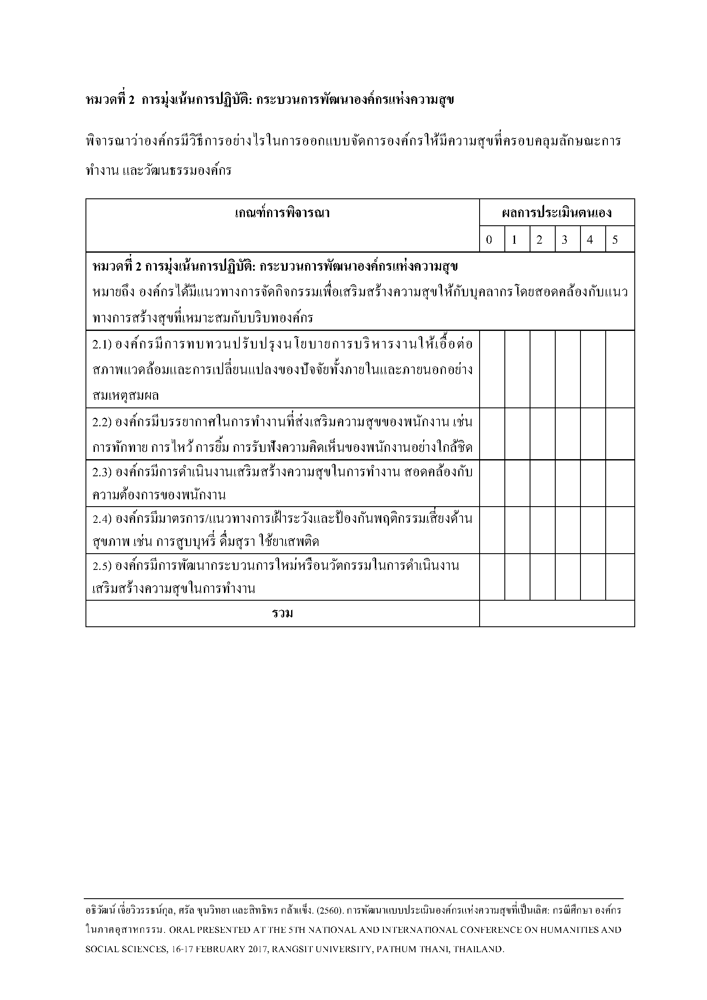 หมวดที่ 2  การมุ่งเน้นการปฏิบัติ: กระบวนการพัฒนาองค์กรแห่งความสุข
พิจารณาว่าองค์กรมีวิธีการอย่างไรในการออกแบบจัดการองค์กรให้มีความสุขที่ครอบคลุมลักษณะการ
ทำงาน และวัฒนธรรมองค์กร
เกณฑ์การพิจารณา
ผลการประเมินตนเอง
0 1 2 3 4 5
หมวดที่ 2 การมุ่งเน้นการปฏิบัติ: กระบวนการพัฒนาองค์กรแห่งความสุข
หมายถึง องค์กรได้มีแนวทางการจัดกิจกรรมเพื่อเสริมสร้างความสุขให้กับบุคลากรโดยสอดคล้องกับแนว
ทางการสร้างสุขที่เหมาะสมกับบริบทองค์กร
2.1) องค์กรมีการทบทวนปรับปรุงนโยบายการบริหารงานให้เอื้อต่อ
สภาพแวดล้อมและการเปลี่ยนแปลงของปัจจัยทั้งภายในและภายนอกอย่าง
สมเหตุสมผล
2.2) องค์กรมีบรรยากาศในการทำงานที่ส่งเสริมความสุขของพนักงาน เช่น
การทักทาย การไหว้ การยิ้ม การรับฟังความคิดเห็นของพนักงานอย่างใกล้ชิด
2.3) องค์กรมีการดำเนินงานเสริมสร้างความสุขในการทำงาน สอดคล้องกับ
ความต้องการของพนักงาน
2.4) องค์กรมีมาตรการ/แนวทางการเฝ้าระวังและป้องกันพฤติกรรมเสี่ยงด้าน
สุขภาพ เช่น การสูบบุหรี่ ดื่มสุรา ใช้ยาเสพติด
2.5) องค์กรมีการพัฒนากระบวนการใหม่หรือนวัตกรรมในการดำเนินงาน
เสริมสร้างความสุขในการทำงาน
รวม
อธิวัฒน์ เจี่ยวิวรรธน์กุล, ศรัล ขุนวิทยา และสิทธิพร กล้าแข็ง. (2560). การพัฒนาแบบประเมินองค์กรแห่งความสุขที่เป็นเลิศ: กรณีศึกษา องค์กร
ในภาคอุสาหกรรม. ORAL PRESENTED AT THE 5TH NATIONAL AND INTERNATIONAL CONFERENCE ON HUMANITIES AND
SOCIAL SCIENCES, 16-17 FEBRUARY 2017, RANGSIT UNIVERSITY, PATHUM THANI, THAILAND.